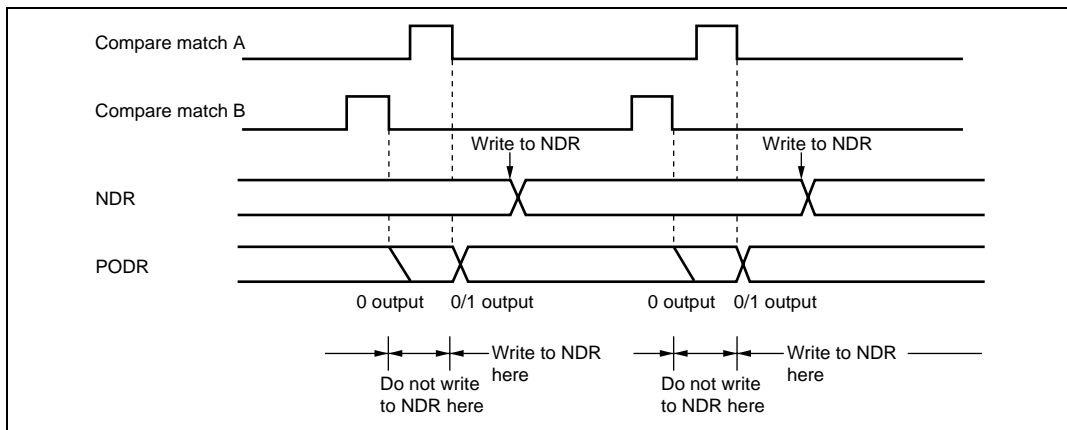 Compare match A
Compare match B
Write to NDR Write to NDR
NDR
PODR
0 output 0/1 output 0 output 0/1 output
Write to NDR here Write to NDR here
Do not write to NDR here Do not write to NDR here